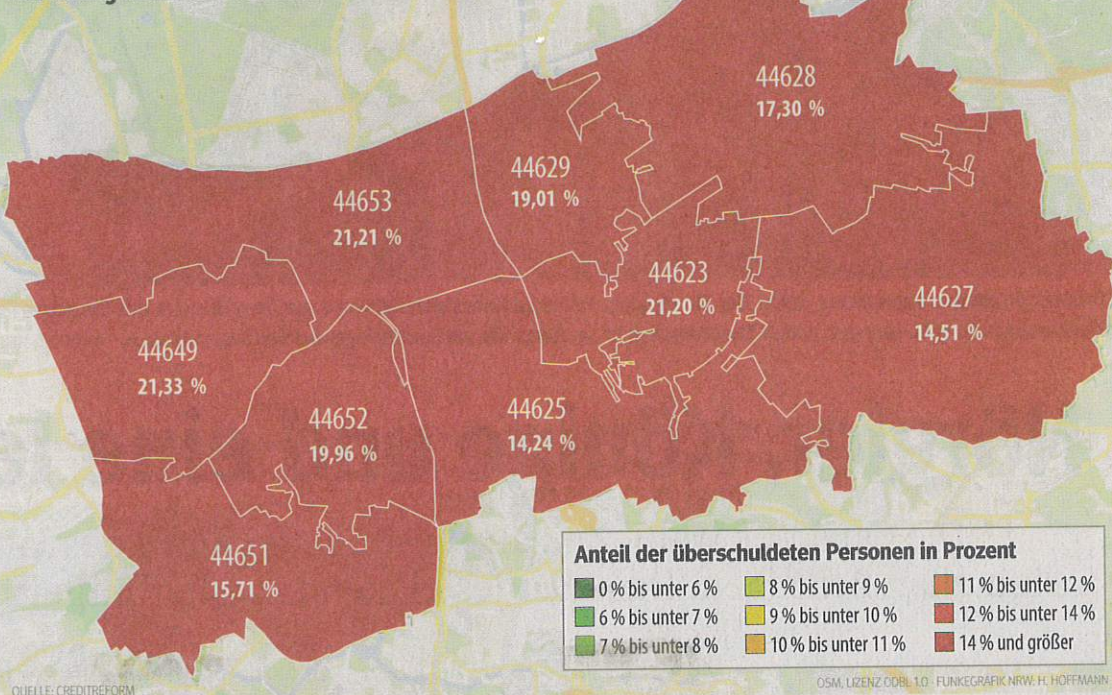 44628
17,30 %
44629
19,01 %
44653
21,21 %
44623
21,20 %
44627
14,51 %
44649
21,33 %
44652
19,96 %
44625
14,24 %
44651
15,71 %
Anteil der überschuldeten Personen in Prozent
0 % bis unter 6 %
6 % bis unter 7 %
7 % bis unter 8 %
8 % bis unter 9 %
9 % bis unter 10 %
10 % bis unter 11 %
11 % bis unter 12 %
12 % bis unter 14 %
14 % und größer
QUELLE: CREDITREFORM
OSM, LIZENZ ODBL 1.0 - FUNKEGRAFIK NRW: H. HOFFMANN